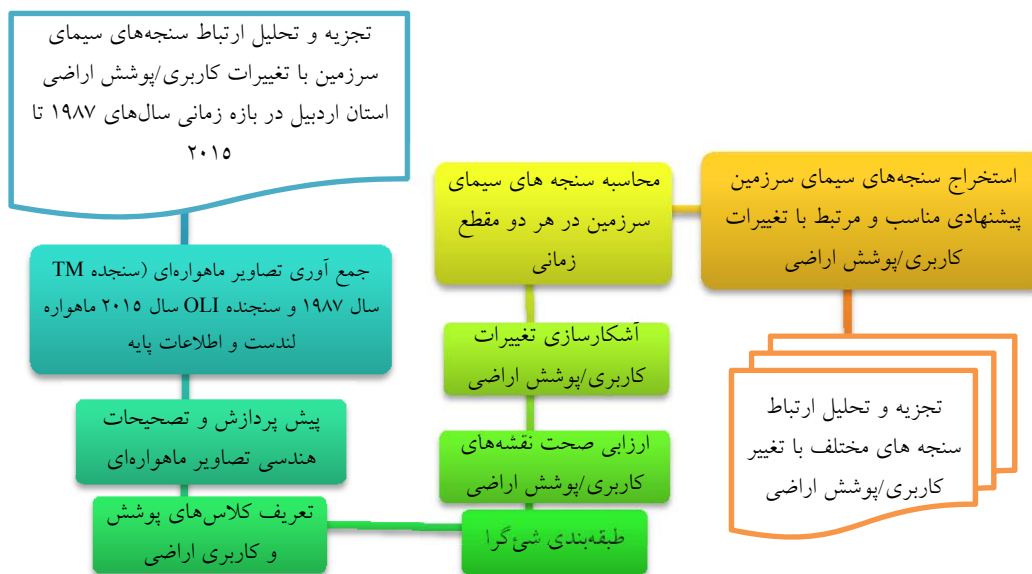 تجزیه و تحلیل ارتباط سنجه‌های سیمای
سرزمین با تغییرات کاربری/پوشش اراضی
استان اردبیل در بازه زمانی سال‌های ۱۹۸۷ تا
۲۰۱۵
جمع آوری تصاویر ماهواره‌ای (سنجده TM
سال ۱۹۸۷ و سنجنده OLI سال ۲۰۱۵ ماهواره
لندست و اطلاعات پایه
پیش پردازش و تصحیحات
هندسی تصاویر ماهواره‌ای
تعریف کلاس‌های پوشش
و کاربری اراضی
طبقه‌بندی شئ‌گرا
ارزابی صحت نقشه‌های
کاربری/پوشش اراضی
آشکارسازی تغییرات
کاربری/پوشش اراضی
محاسبه سنجه های سیمای
سرزمین در هر دو مقطع
زمانی
استخراج سنجه‌های سیمای سرزمین
پیشنهادی مناسب و مرتبط با تغییرات
کاربری/پوشش اراضی
تجزیه و تحلیل ارتباط
سنجه های مختلف با تغییر
کاربری/پوشش اراضی